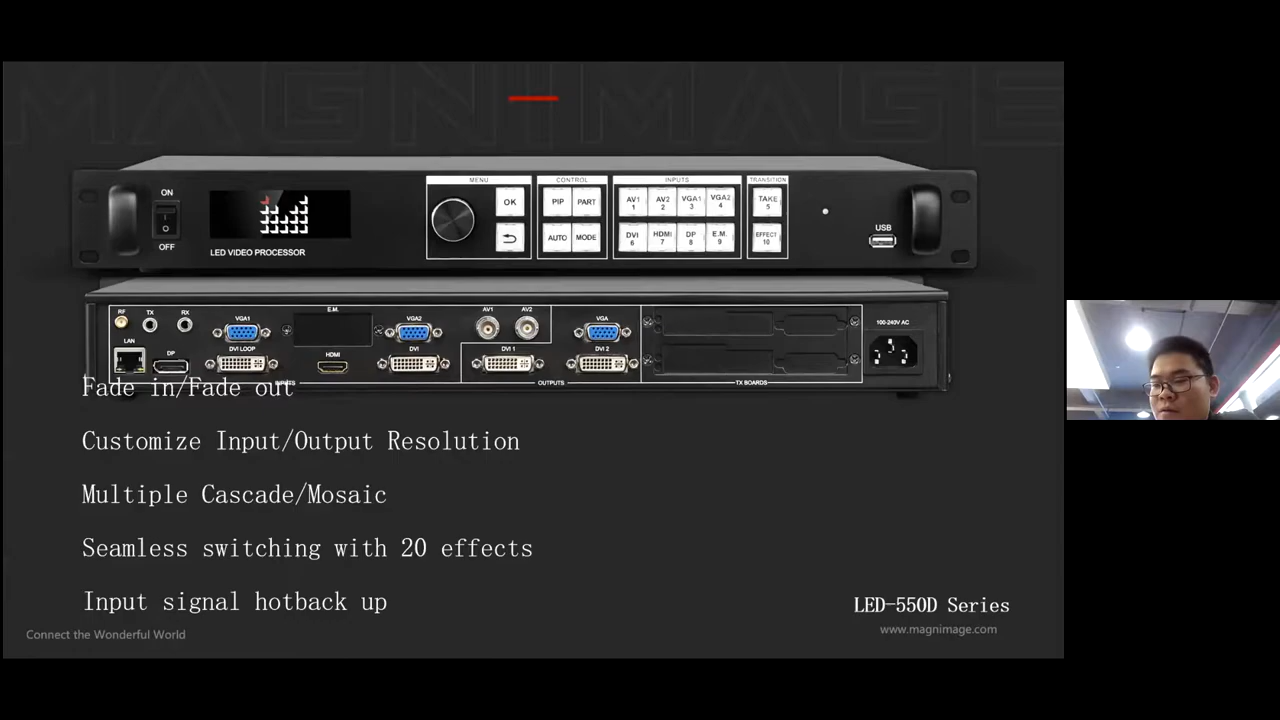 MAGNIMAGE
ON
OFF
LED VIDEO PROCESSOR
MENU
OK
CONTROL
PIP PART
AUTO MODE
INPUTS
AV1 1 AV2 2 VGA1 3 VGA2 4
DVI 6 HDMI 7 DP 8 E.M. 9
TRANSITION
TAKE 5
EFFECT 10
USB
RF TX RX VGA1 E.M. VGA2 AV1 AV2 VGA 100-240V AC
LAN DP DVI LOOP HDMI DVI DVI 1 DVI 2
INPUTS OUTPUTS TX BOARDS
Fade in/Fade out
Customize Input/Output Resolution
Multiple Cascade/Mosaic
Seamless switching with 20 effects
Input signal hotback up
LED-550D Series
www.magnimage.com
Connect the Wonderful World